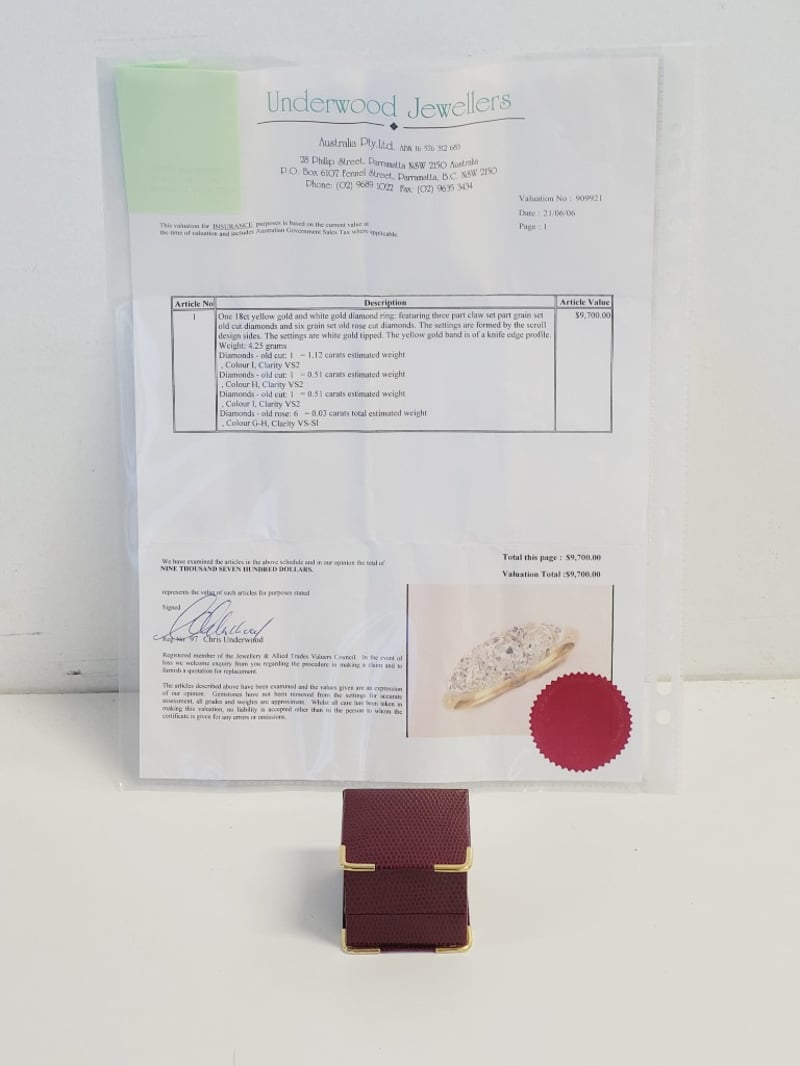 Underwood Jewellers
Australia Pty.Ltd. ABN 16 576 312 683
28 Philip Street, Parramatta NSW 2150 Australia
P.O. Box 6107 Fennel Street, Parramatta, B.C. NSW 2150
Phone: (02) 9689 1022 Fax: (02) 9635 3434
Valuation No : 909921
Date : 21/06/06
Page : 1
This valuation for INSURANCE purposes is based on the current value at
the time of valuation and includes Australian Government Sales Tax where applicable.
Article No Description Article Value
1 One 18ct yellow gold and white gold diamond ring: featuring three part claw set part grain set $9,700.00
old cut diamonds and six grain set old rose cut diamonds. The settings are formed by the scroll
design sides. The settings are white gold tipped. The yellow gold band is of a knife edge profile.
Weight: 4.25 grams
Diamonds - old cut: 1 = 1.12 carats estimated weight
, Colour I, Clarity VS2
Diamonds - old cut: 1 = 0.51 carats estimated weight
, Colour H, Clarity VS2
Diamonds - old cut: 1 = 0.51 carats estimated weight
, Colour I, Clarity VS2
Diamonds - old rose: 6 = 0.03 carats total estimated weight
, Colour G-H, Clarity VS-SI
We have examined the articles in the above schedule and in our opinion the total of
NINE THOUSAND SEVEN HUNDRED DOLLARS.
Total this page : $9,700.00
Valuation Total :$9,700.00
represents the value of such articles for purposes stated
Signed
Reg No 97 Chris Underwood
Registered member of the Jewellery & Allied Trades Valuers Council. In the event of
loss we welcome enquiry from you regarding the procedure in making a claim and to
furnish a quotation for replacement.
The articles described above have been examined and the values given are an expression
of our opinion. Gemstones have not been removed from the settings for accurate
assessment, all grades and weights are approximate. Whilst all care has been taken in
making this valuation, no liability is accepted other than to the person to whom the
certificate is given for any errors or omissions.